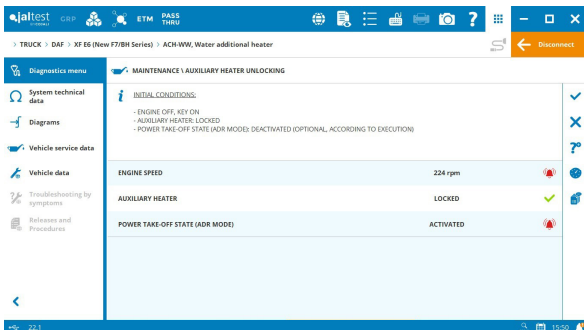 jaltest
GRP
ETM
PASS
THRU
?
> TRUCK > DAF > XF E6 (New F7/BH Series) > ACH-WW, Water additional heater
Disconnect
Diagnostics menu
MAINTENANCE \ AUXILIARY HEATER UNLOCKING
System technical
data
Diagrams
Vehicle service data
Vehicle data
Troubleshooting by
symptoms
Releases and
Procedures
INITIAL CONDITIONS:
- ENGINE OFF, KEY ON
- AUXILIARY HEATER: LOCKED
- POWER TAKE-OFF STATE (ADR MODE): DEACTIVATED (OPTIONAL, ACCORDING TO EXECUTION)
ENGINE SPEED 224 rpm
AUXILIARY HEATER LOCKED
POWER TAKE-OFF STATE (ADR MODE) ACTIVATED
22.1
15:50